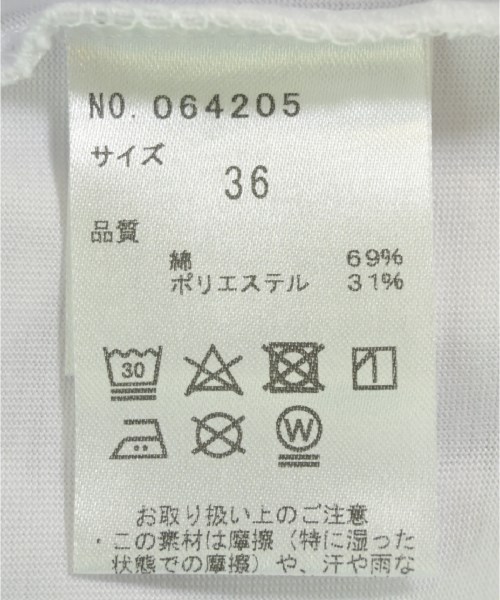 NO. 064205
サイズ
36
品質
綿 69%
ポリエステル 31%
30
W
お取り扱い上のご注意
・この素材は摩擦（特に湿った
状態での摩擦）や、汗や雨な